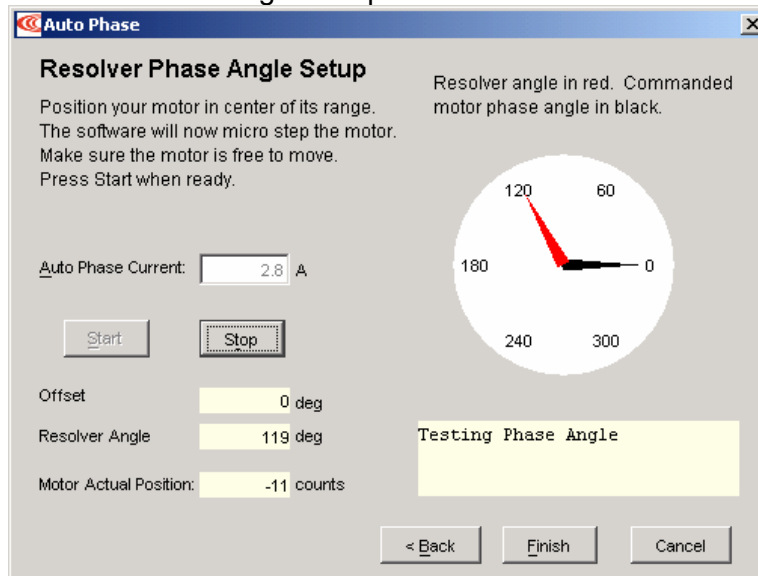 Auto Phase
Resolver Phase Angle Setup
Position your motor in center of its range.
The software will now micro step the motor.
Make sure the motor is free to move.
Press Start when ready.
Resolver angle in red. Commanded
motor phase angle in black.
120 60
180 0
240 300
Auto Phase Current: 2.8 A
Start Stop
Offset 0 deg
Resolver Angle 119 deg
Motor Actual Position: -11 counts
Testing Phase Angle
< Back Finish Cancel